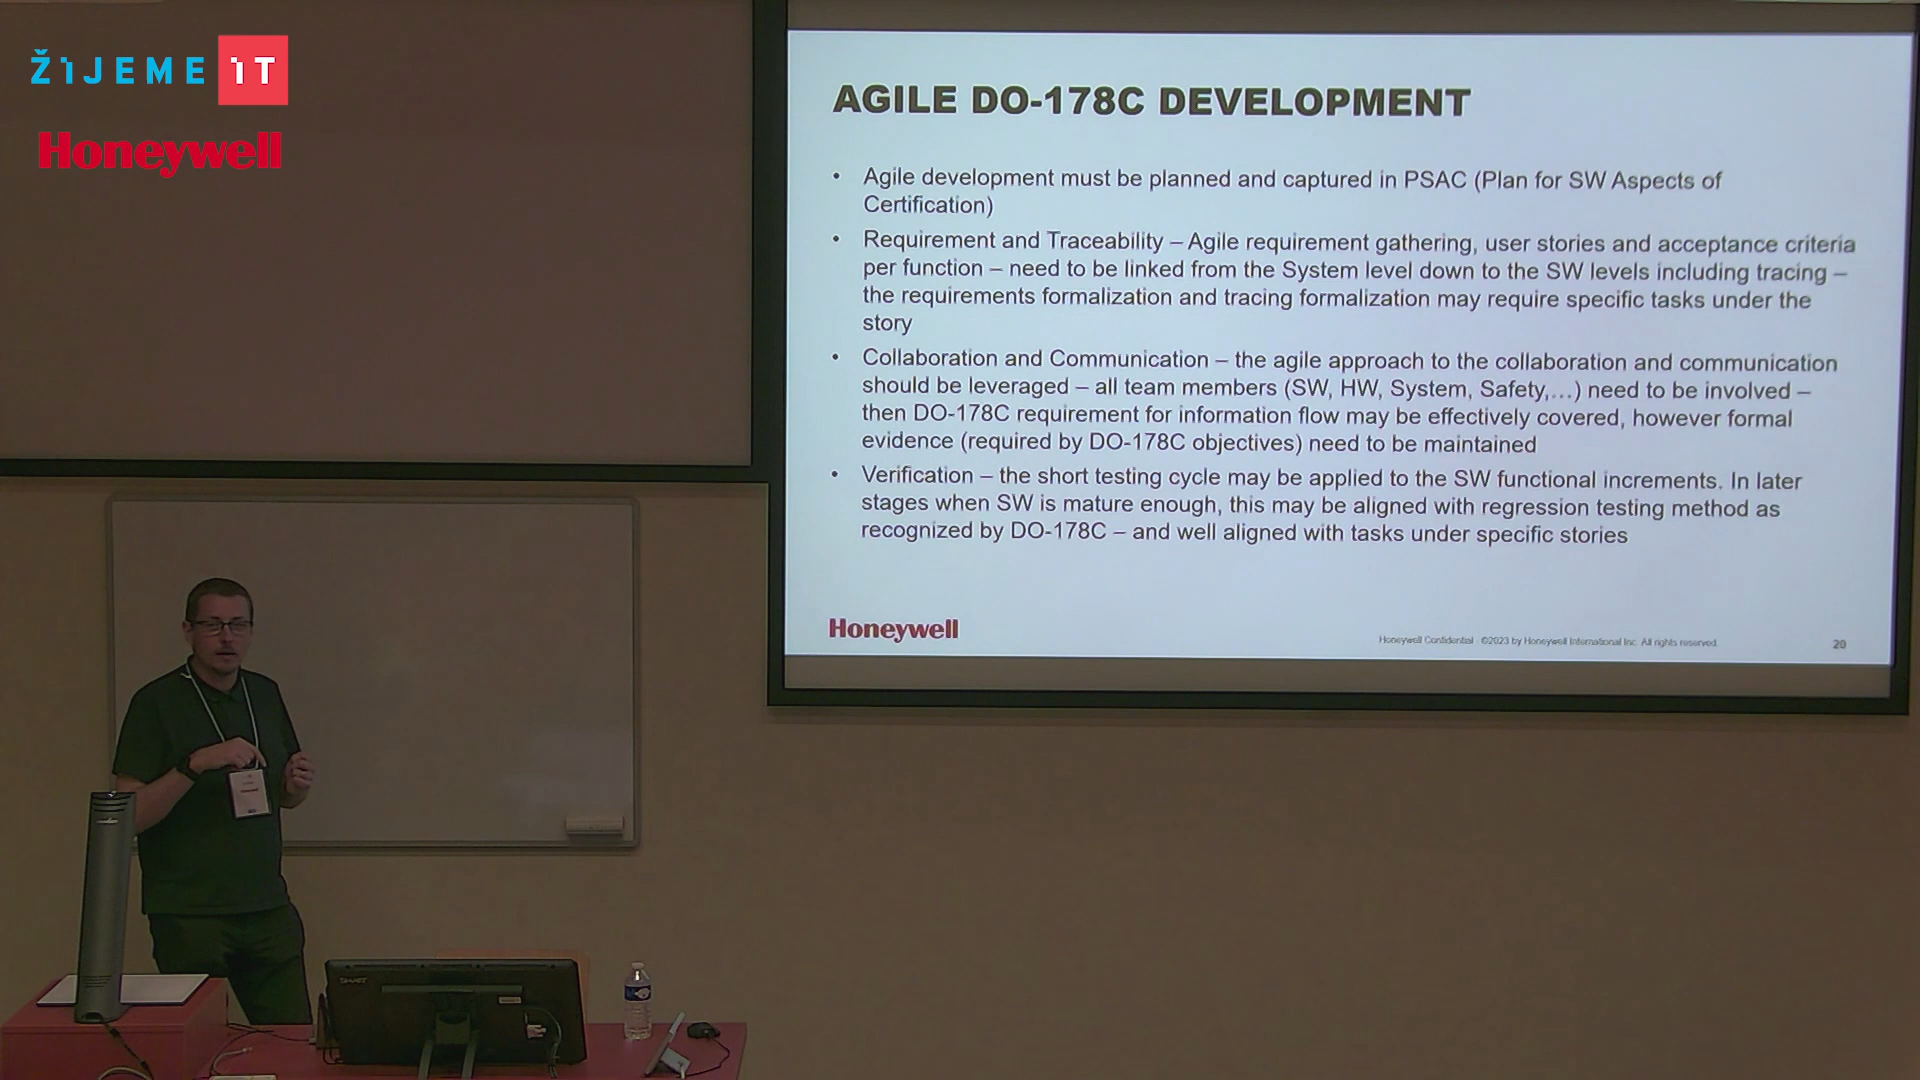 ŽIJEME IT
Honeywell
AGILE DO-178C DEVELOPMENT
• Agile development must be planned and captured in PSAC (Plan for SW Aspects of
Certification)
• Requirement and Traceability – Agile requirement gathering, user stories and acceptance criteria
per function – need to be linked from the System level down to the SW levels including tracing –
the requirements formalization and tracing formalization may require specific tasks under the
story
• Collaboration and Communication – the agile approach to the collaboration and communication
should be leveraged – all team members (SW, HW, System, Safety,…) need to be involved –
then DO-178C requirement for information flow may be effectively covered, however formal
evidence (required by DO-178C objectives) need to be maintained
• Verification – the short testing cycle may be applied to the SW functional increments. In later
stages when SW is mature enough, this may be aligned with regression testing method as
recognized by DO-178C – and well aligned with tasks under specific stories
Honeywell
Honeywell Confidential - ©2023 by Honeywell International Inc. All rights reserved.
20